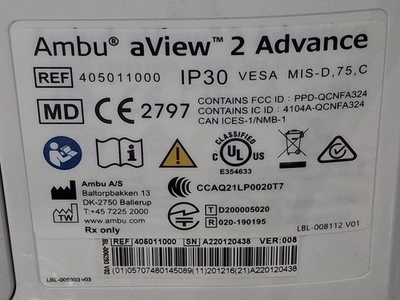 Ambu® aView™ 2 Advance
REF 405011000 IP30 VESA MIS-D,75,C
MD CE 2797 CONTAINS FCC ID : PPD-QCNFA324
CONTAINS IC ID : 4104A-QCNFA324
CAN ICES-1/NMB-1
CLASSIFIED
C UL US
E354633
Ambu A/S
Baltorpbakken 13
DK-2750 Ballerup
T+45 7225 2000
www.ambu.com
Rx only
TW
CCAQ21LP0020T7
T D200005020
R 020-190195
LBL-008112 V01
REF 405011000 SN A220120438 VER:008
(01)05707480145089(11)201216(21)A220120438